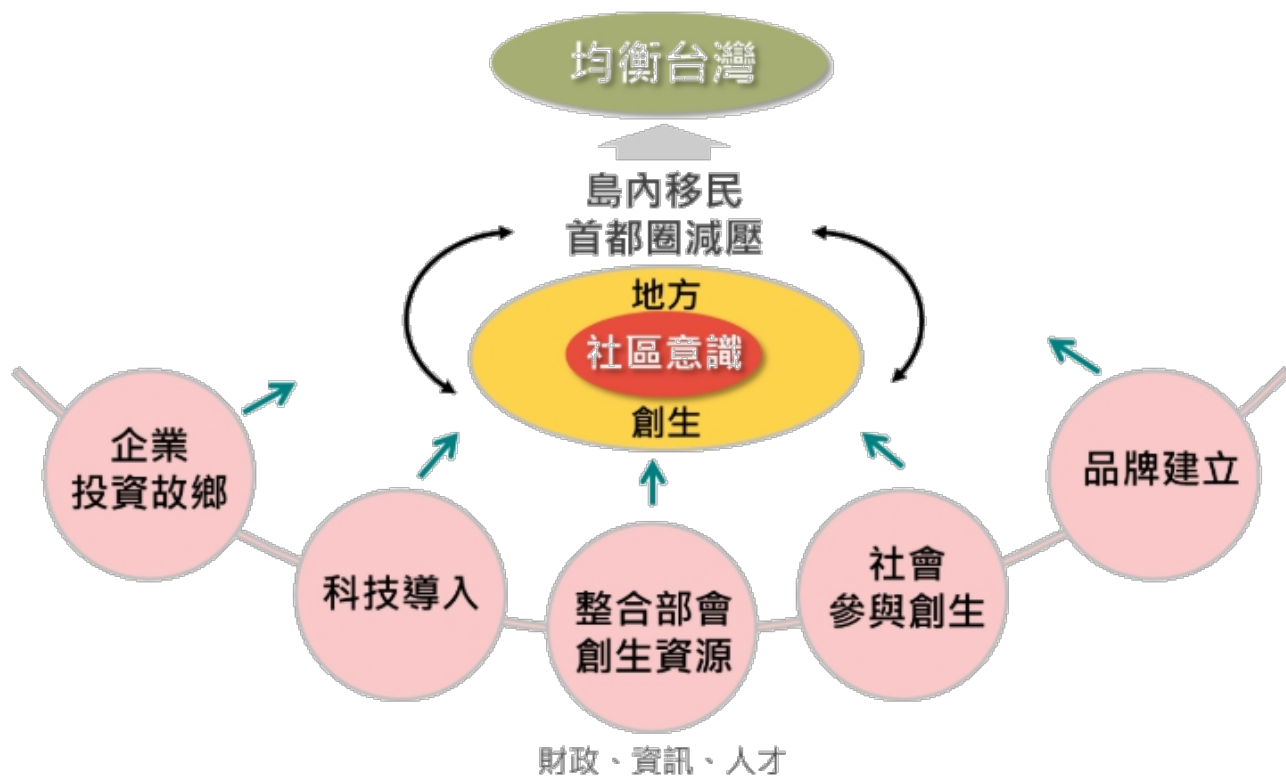 均衡台灣
島內移民
首都圈減壓
地方
社區意識
創生
企業
投資故鄉
科技導入
整合部會
創生資源
社會
參與創生
品牌建立
財政、資訊、人才